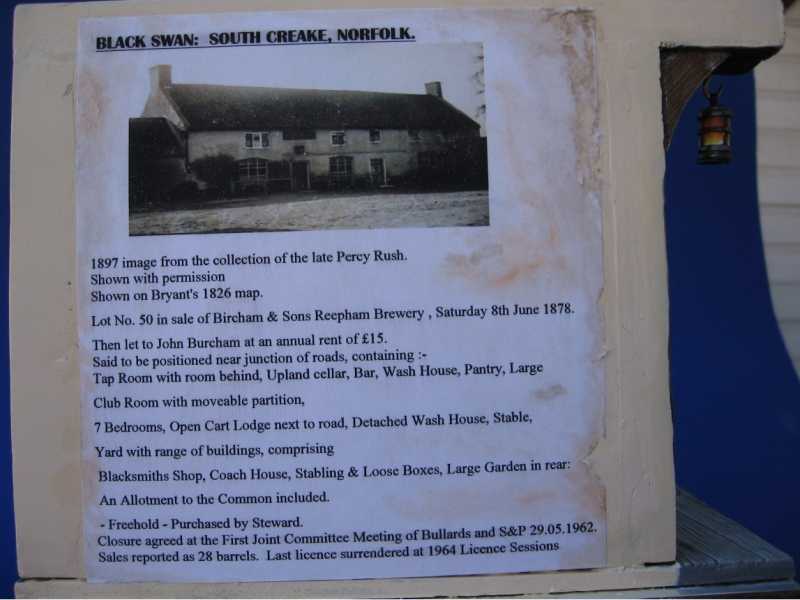 BLACK SWAN: SOUTH CREAKE, NORFOLK.
1897 image from the collection of the late Percy Rush.
Shown with permission
Shown on Bryant's 1826 map.
Lot No. 50 in sale of Bircham & Sons Reepham Brewery , Saturday 8th June 1878.
Then let to John Burcham at an annual rent of £15.
Said to be positioned near junction of roads, containing :-
Tap Room with room behind, Upland cellar, Bar, Wash House, Pantry, Large
Club Room with moveable partition,
7 Bedrooms, Open Cart Lodge next to road, Detached Wash House, Stable,
Yard with range of buildings, comprising
Blacksmiths Shop, Coach House, Stabling & Loose Boxes, Large Garden in rear:
An Allotment to the Common included.
- Freehold - Purchased by Steward.
Closure agreed at the First Joint Committee Meeting of Bullards and S&P 29.05.1962.
Sales reported as 28 barrels. Last licence surrendered at 1964 Licence Sessions